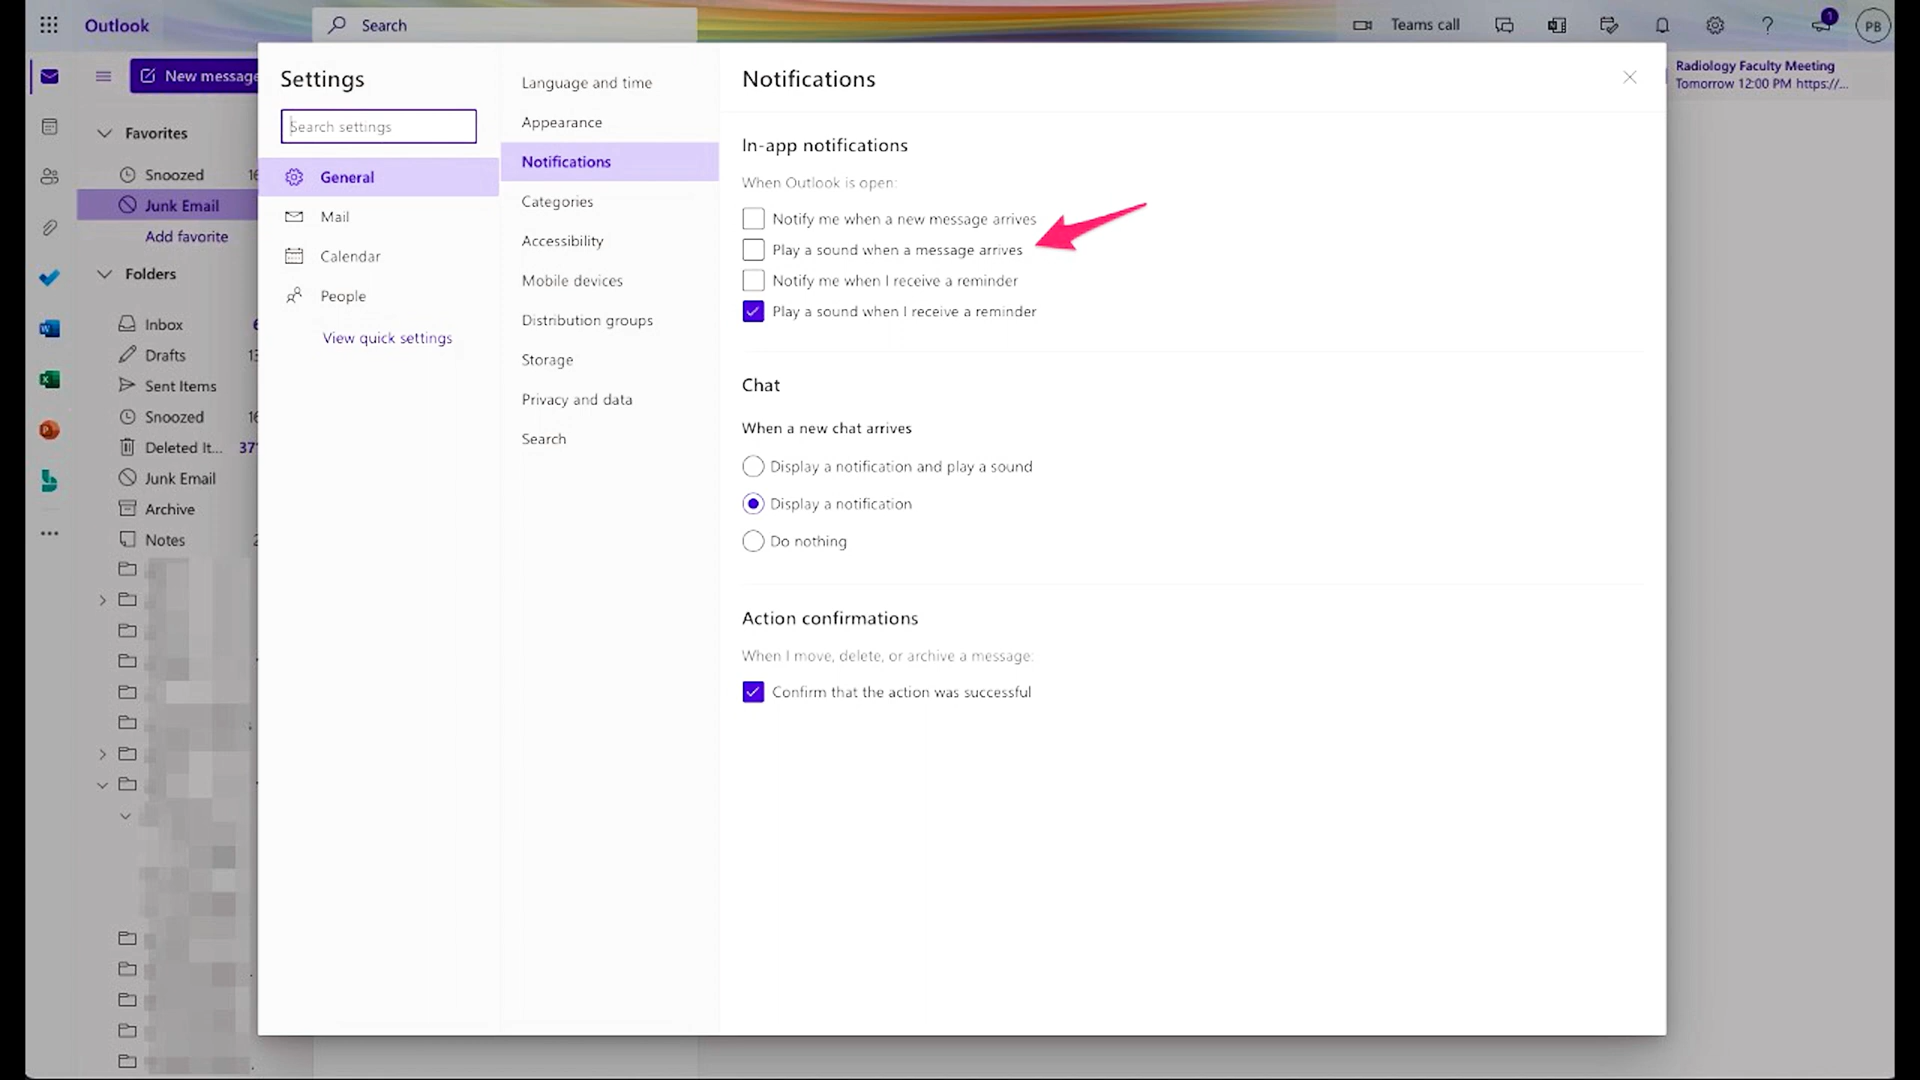 Outlook
Search
Teams call
1
PB
New message
Radiology Faculty Meeting
Tomorrow 12:00 PM https://...
Favorites
Snoozed
Junk Email
Add favorite
Folders
Inbox
Drafts
Sent Items
Snoozed
Deleted It...
Junk Email
Archive
Notes
Settings
Search settings
General
Mail
Calendar
People
View quick settings
Language and time
Appearance
Notifications
Categories
Accessibility
Mobile devices
Distribution groups
Storage
Privacy and data
Search
Notifications
In-app notifications
When Outlook is open:
Notify me when a new message arrives
Play a sound when a message arrives
Notify me when I receive a reminder
Play a sound when I receive a reminder
Chat
When a new chat arrives
Display a notification and play a sound
Display a notification
Do nothing
Action confirmations
When I move, delete, or archive a message:
Confirm that the action was successful